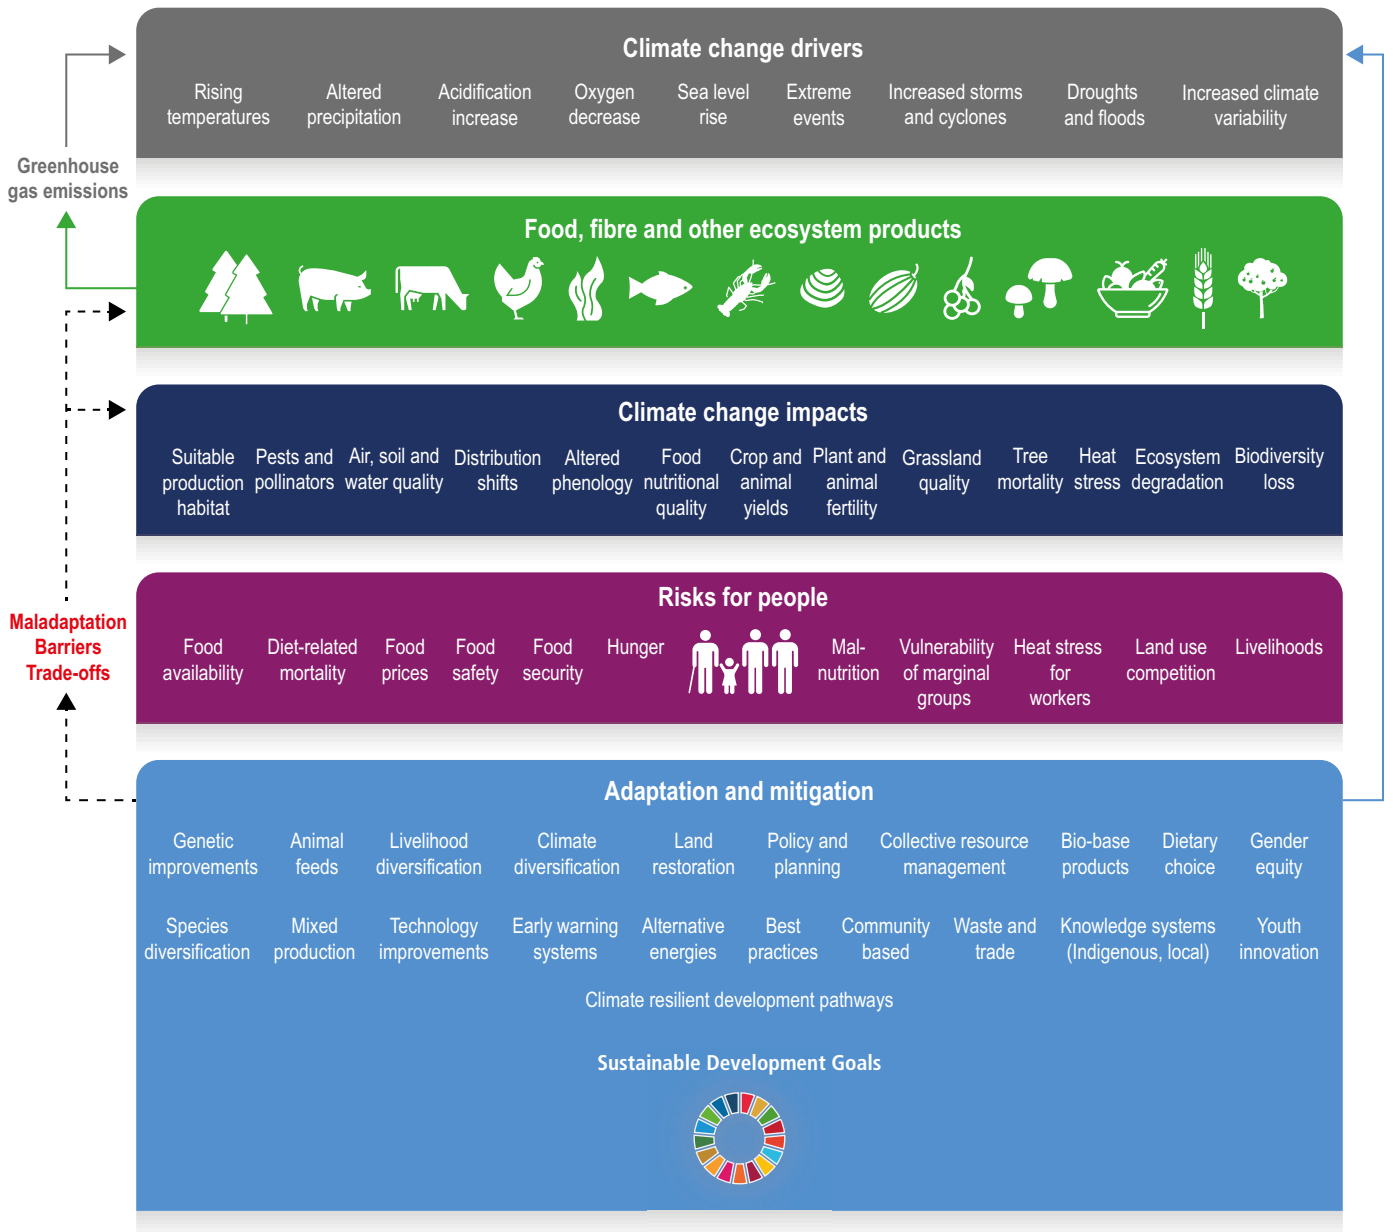 Climate change drivers
Rising
temperatures
Altered
precipitation
Acidification
increase
Oxygen
decrease
Sea level
rise
Extreme
events
Increased storms
and cyclones
Droughts
and floods
Increased climate
variability
Greenhouse
gas emissions
Food, fibre and other ecosystem products
Climate change impacts
Suitable
production
habitat
Pests and
pollinators
Air, soil and
water quality
Distribution
shifts
Altered
phenology
Food
nutritional
quality
Crop and
animal
yields
Plant and
animal
fertility
Grassland
quality
Tree
mortality
Heat
stress
Ecosystem
degradation
Biodiversity
loss
Maladaptation
Barriers
Trade-offs
Risks for people
Food
availability
Diet-related
mortality
Food
prices
Food
safety
Food
security
Hunger
Mal-
nutrition
Vulnerability
of marginal
groups
Heat stress
for
workers
Land use
competition
Livelihoods
Adaptation and mitigation
Genetic
improvements
Animal
feeds
Livelihood
diversification
Climate
diversification
Land
restoration
Policy and
planning
Collective resource
management
Bio-base
products
Dietary
choice
Gender
equity
Species
diversification
Mixed
production
Technology
improvements
Early warning
systems
Alternative
energies
Best
practices
Community
based
Waste and
trade
Knowledge systems
(Indigenous, local)
Youth
innovation
Climate resilient development pathways
Sustainable Development Goals